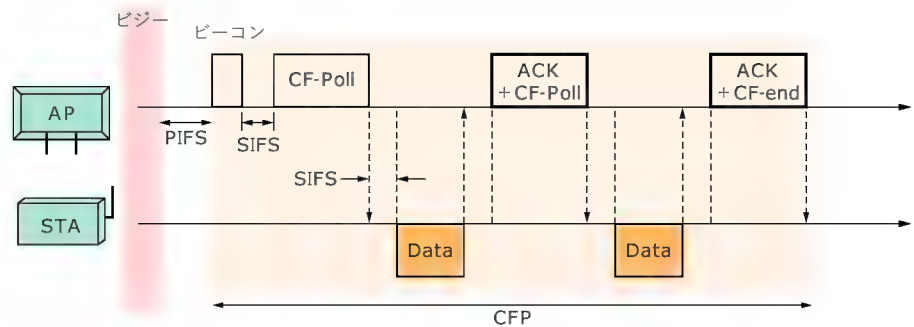 ビジー
ビーコン
CF-Poll
ACK
+CF-Poll
ACK
+CF-end
AP
PIFS
SIFS
SIFS
STA
Data
Data
CFP